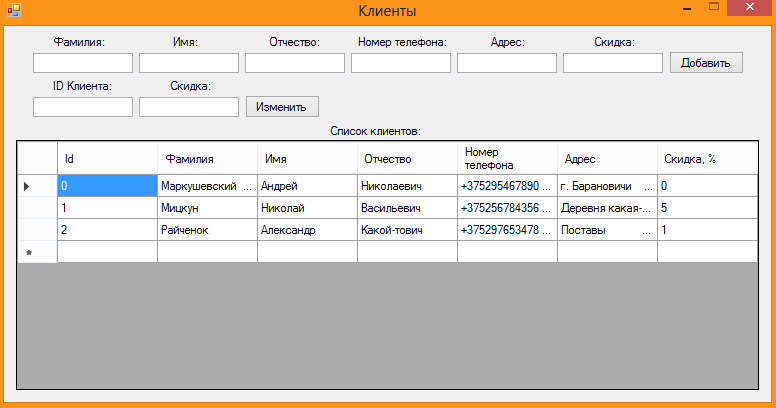 Клиенты
Фамилия: Имя: Отчество: Номер телефона: Адрес: Скидка:
Добавить
ID Клиента: Скидка:
Изменить
Список клиентов:
Id Фамилия Имя Отчество Номер телефона Адрес Скидка, %
0 Маркушевский ... Андрей Николаевич +375295467890 ... г. Барановичи ... 0
1 Мицкун Николай Васильевич +375256784356 ... Деревня какая-... 5
2 Райченок Александр Какой-тович +375297653478 ... Поставы ... 1